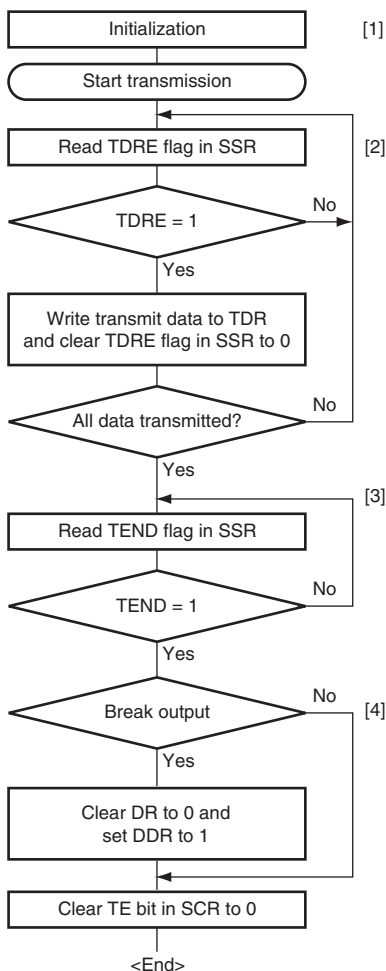 Initialization
[1]
Start transmission
Read TDRE flag in SSR
[2]
TDRE = 1
No
Yes
Write transmit data to TDR
and clear TDRE flag in SSR to 0
All data transmitted?
No
Yes
[3]
Read TEND flag in SSR
TEND = 1
No
Yes
Break output
No
[4]
Yes
Clear DR to 0 and
set DDR to 1
Clear TE bit in SCR to 0
<End>